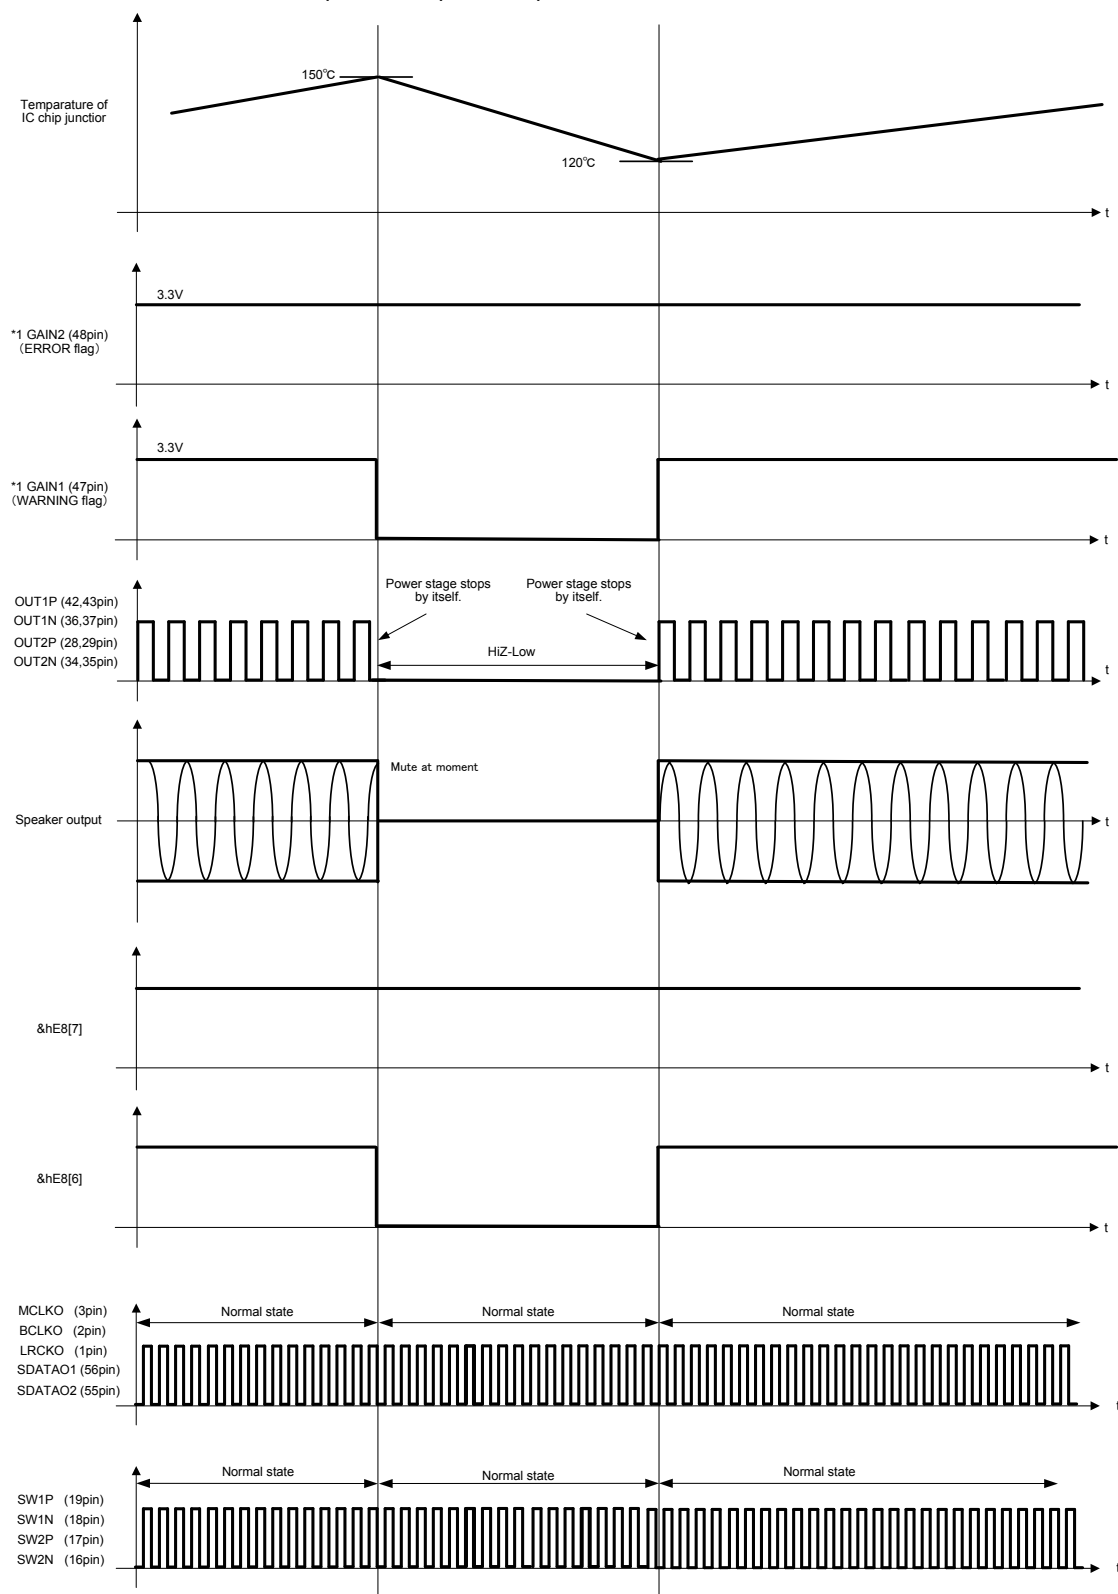 150℃
Temparature of
IC chip junctior
120℃
t
3.3V
*1 GAIN2 (48pin)
（ERROR flag）
t
3.3V
*1 GAIN1 (47pin)
（WARNING flag）
t
Power stage stops
by itself.
Power stage stops
by itself.
OUT1P (42,43pin)
OUT1N (36,37pin)
OUT2P (28,29pin)
OUT2N (34,35pin)
HiZ-Low
t
Mute at moment
Speaker output
t
&hE8[7]
t
&hE8[6]
t
MCLKO (3pin)
BCLKO (2pin)
LRCKO (1pin)
SDATAO1 (56pin)
SDATAO2 (55pin)
Normal state
Normal state
Normal state
t
Normal state
Normal state
Normal state
SW1P (19pin)
SW1N (18pin)
SW2P (17pin)
SW2N (16pin)
t